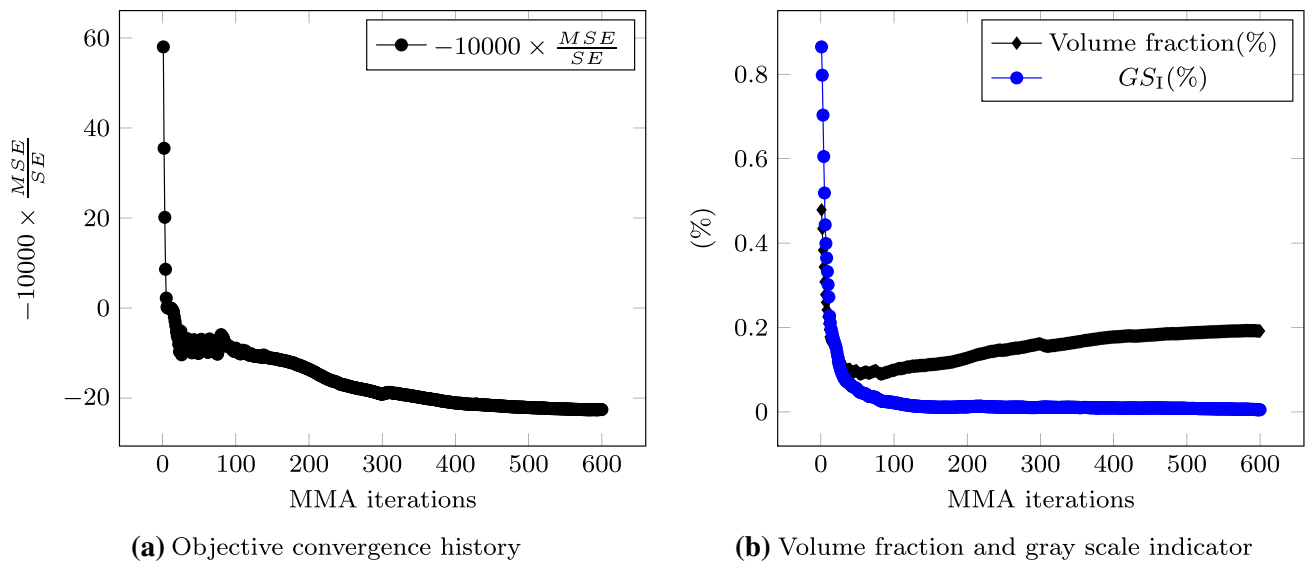 60
40
20
0
−20
−10000 × MSE/SE
−10000 × MSE/SE
0 100 200 300 400 500 600
MMA iterations
(a) Objective convergence history
0.8
0.6
0.4
0.2
0
(%)
Volume fraction(%)
GS_I(%)
0 100 200 300 400 500 600
MMA iterations
(b) Volume fraction and gray scale indicator